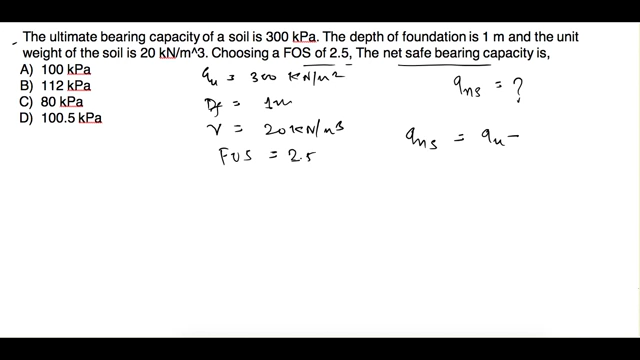 The ultimate bearing capacity of a soil is 300 kPa. The depth of foundation is 1 m and the unit
weight of the soil is 20 kN/m^3. Choosing a FOS of 2.5, The net safe bearing capacity is,
A) 100 kPa
B) 112 kPa
C) 80 kPa
D) 100.5 kPa
qu = 300 KN/m2
Df = 1m
γ = 20 KN/m3
FOS = 2.5
qns = ?
qns = qu -